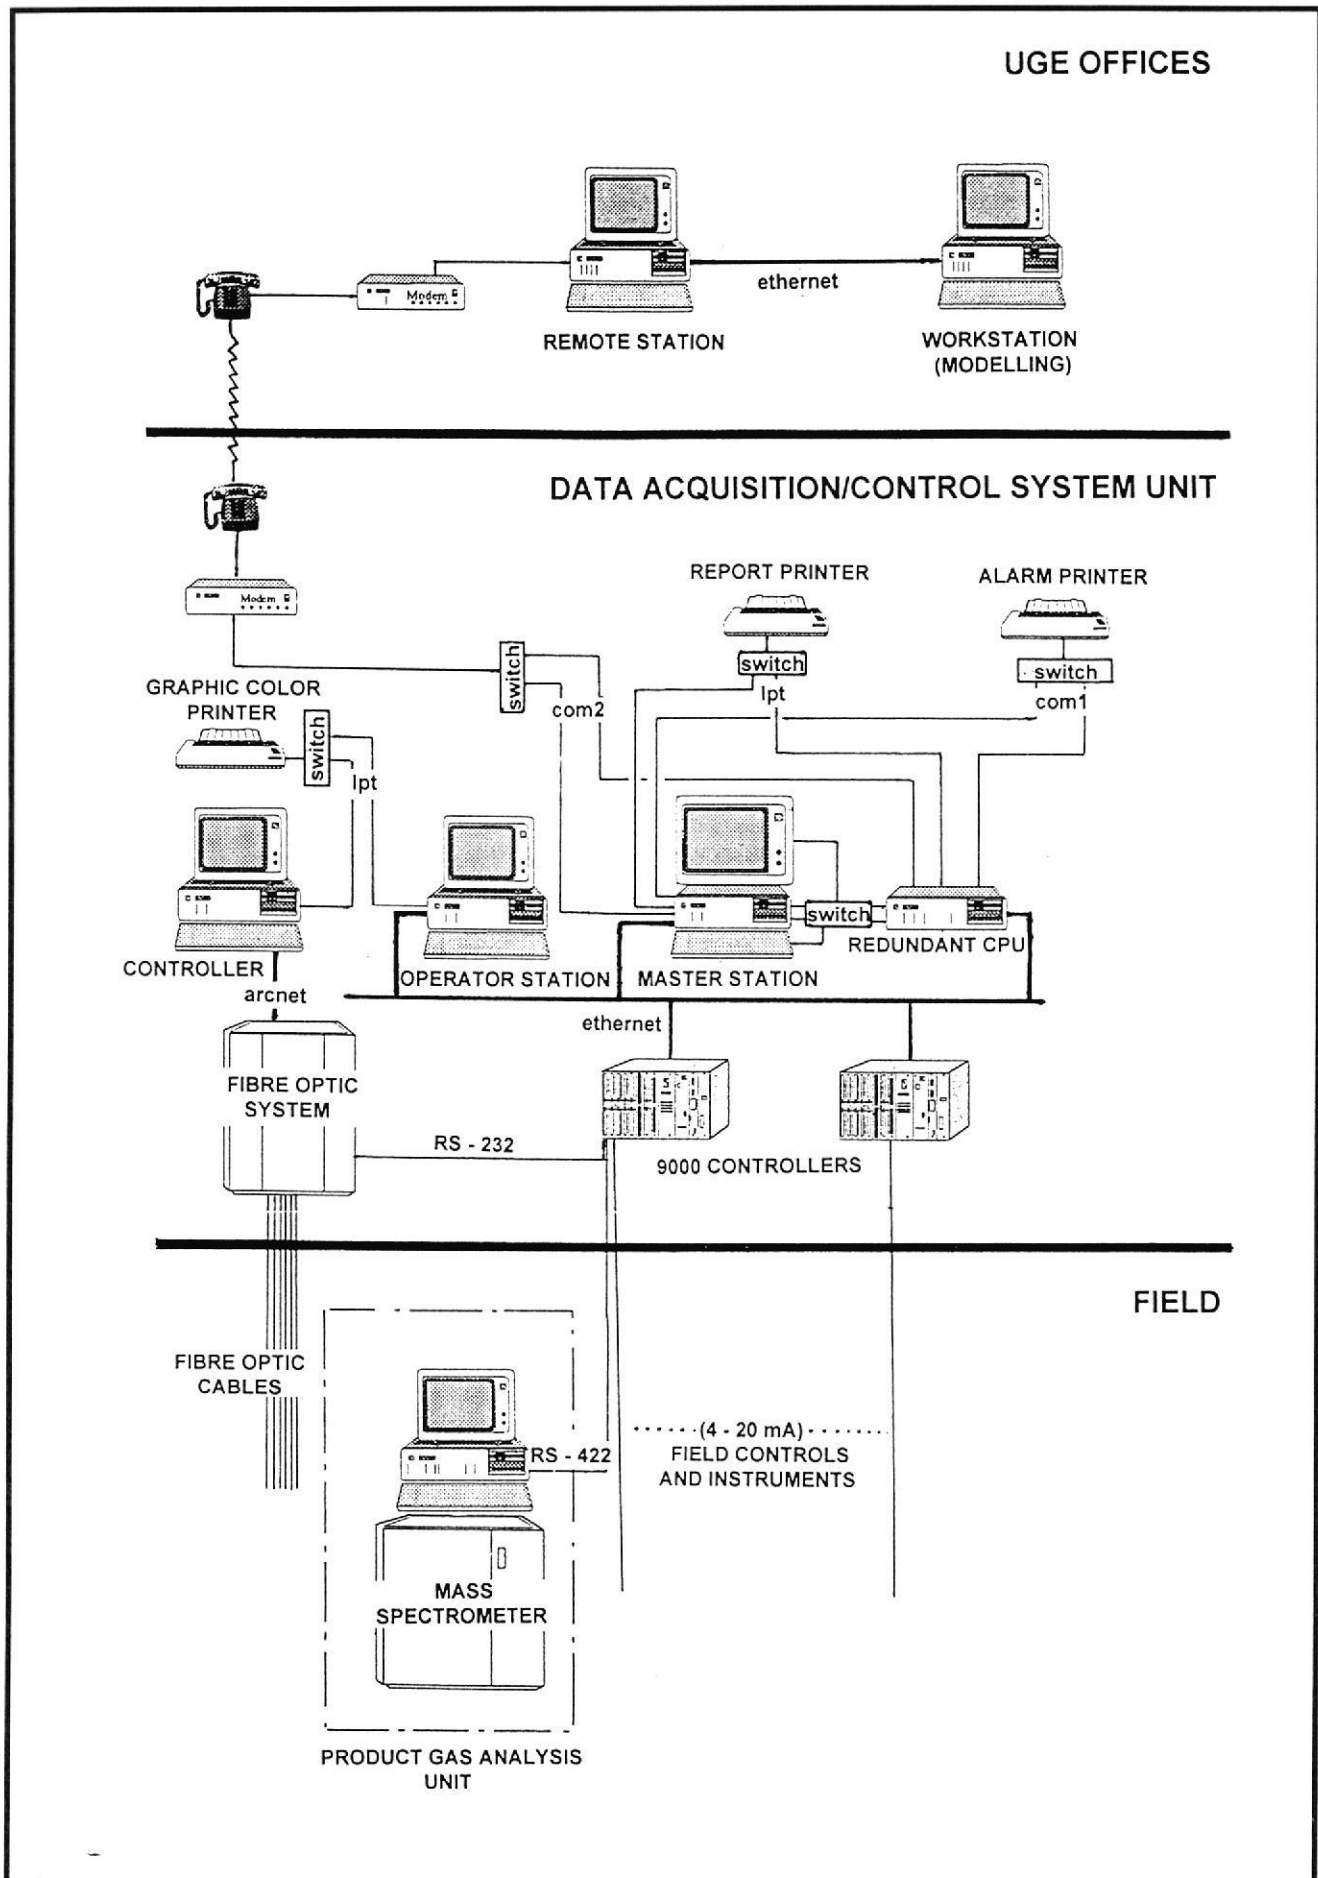 UGE OFFICES
Modem
ethernet
REMOTE STATION
WORKSTATION
(MODELLING)
DATA ACQUISITION/CONTROL SYSTEM UNIT
REPORT PRINTER
ALARM PRINTER
Modem
switch
switch
switch
GRAPHIC COLOR
PRINTER
lpt
com1
com2
switch
lpt
switch
REDUNDANT CPU
CONTROLLER
OPERATOR STATION
MASTER STATION
arcnet
ethernet
FIBRE OPTIC
SYSTEM
RS - 232
9000 CONTROLLERS
FIELD
FIBRE OPTIC
CABLES
(4 - 20 mA)
FIELD CONTROLS
AND INSTRUMENTS
RS - 422
MASS
SPECTROMETER
PRODUCT GAS ANALYSIS
UNIT